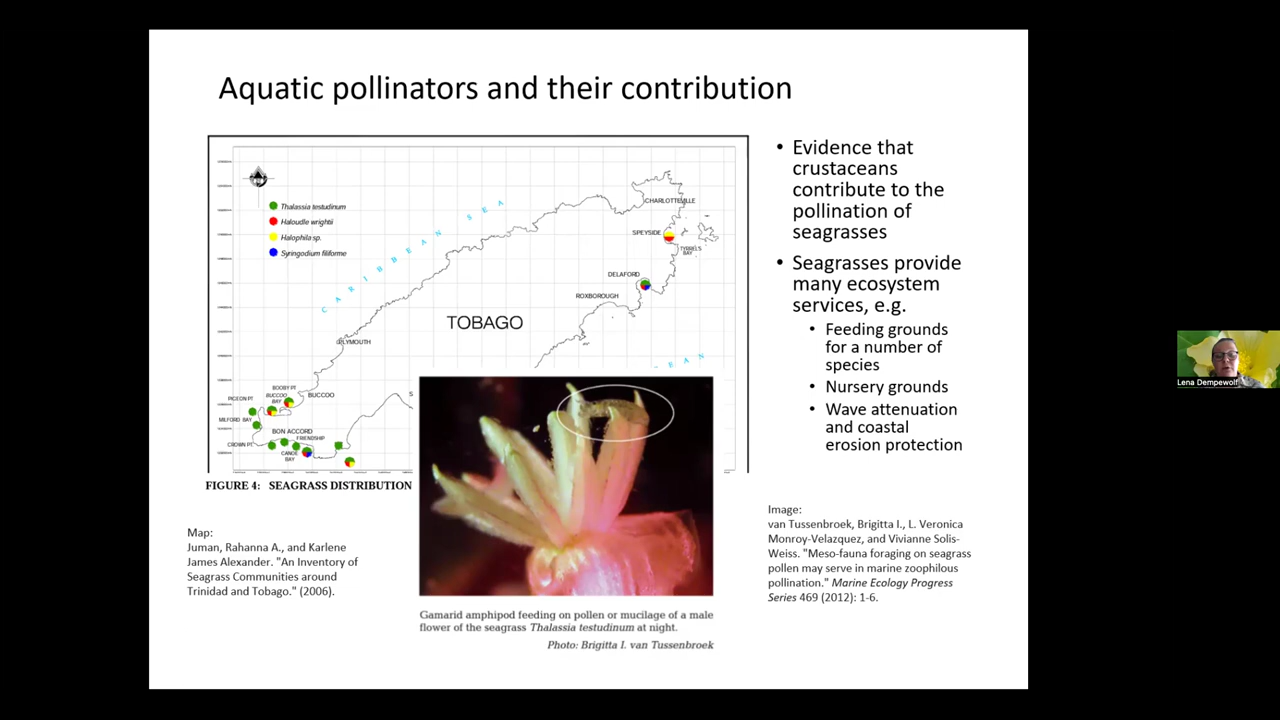 Aquatic pollinators and their contribution
Thalassia testudinum
Haloudle wrightii
Halophila sp.
Syringodium filiforme
CARIBBEAN SEA
CHARLOTTEVILLE
SPEYSIDE
TYRREL'S
BAY
DELAFORD
ROXBOROUGH
TOBAGO
PLYMOUTH
BOOBY PT.
PIGEON PT.
BUCCOO
BAY
BUCCOO
MILFORD BAY
BON ACCORD
FRIENDSHIP
CROWN PT.
CANOE
BAY
FIGURE 4: SEAGRASS DISTRIBUTION
Map:
Juman, Rahanna A., and Karlene
James Alexander. "An Inventory of
Seagrass Communities around
Trinidad and Tobago." (2006).
Gamarid amphipod feeding on pollen or mucilage of a male
flower of the seagrass Thalassia testudinum at night.
Photo: Brigitta I. van Tussenbroek
• Evidence that
crustaceans
contribute to the
pollination of
seagrasses
• Seagrasses provide
many ecosystem
services, e.g.
• Feeding grounds
for a number of
species
• Nursery grounds
• Wave attenuation
and coastal
erosion protection
Image:
van Tussenbroek, Brigitta I., L. Veronica
Monroy-Velazquez, and Vivianne Solis-
Weiss. "Meso-fauna foraging on seagrass
pollen may serve in marine zoophilous
pollination." Marine Ecology Progress
Series 469 (2012): 1-6.
Lena Dempewolf